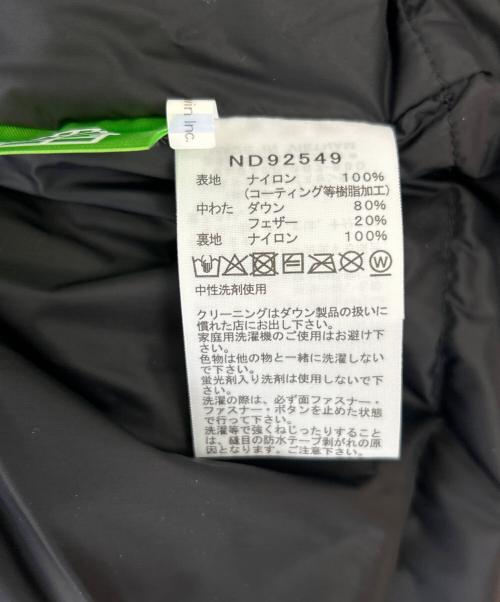 win Inc.
ND92549
表地 ナイロン 100%
(コーティング等樹脂加工)
中わた ダウン 80%
フェザー 20%
裏地 ナイロン 100%
中性洗剤使用
クリーニングはダウン製品の扱いに
慣れた店にお出し下さい。
家庭用洗濯機のご使用はお避け下
さい。
色物は他の物と一緒に洗濯しない
で下さい。
蛍光剤入り洗剤は使用しないで下
さい。
洗濯の際は、必ず面ファスナー・
ファスナー・ボタンを止めた状態
で行って下さい。
洗濯等で強くねじったりすること
は、縫目の防水テープ剥がれの原
因となります。ご注意下さい。